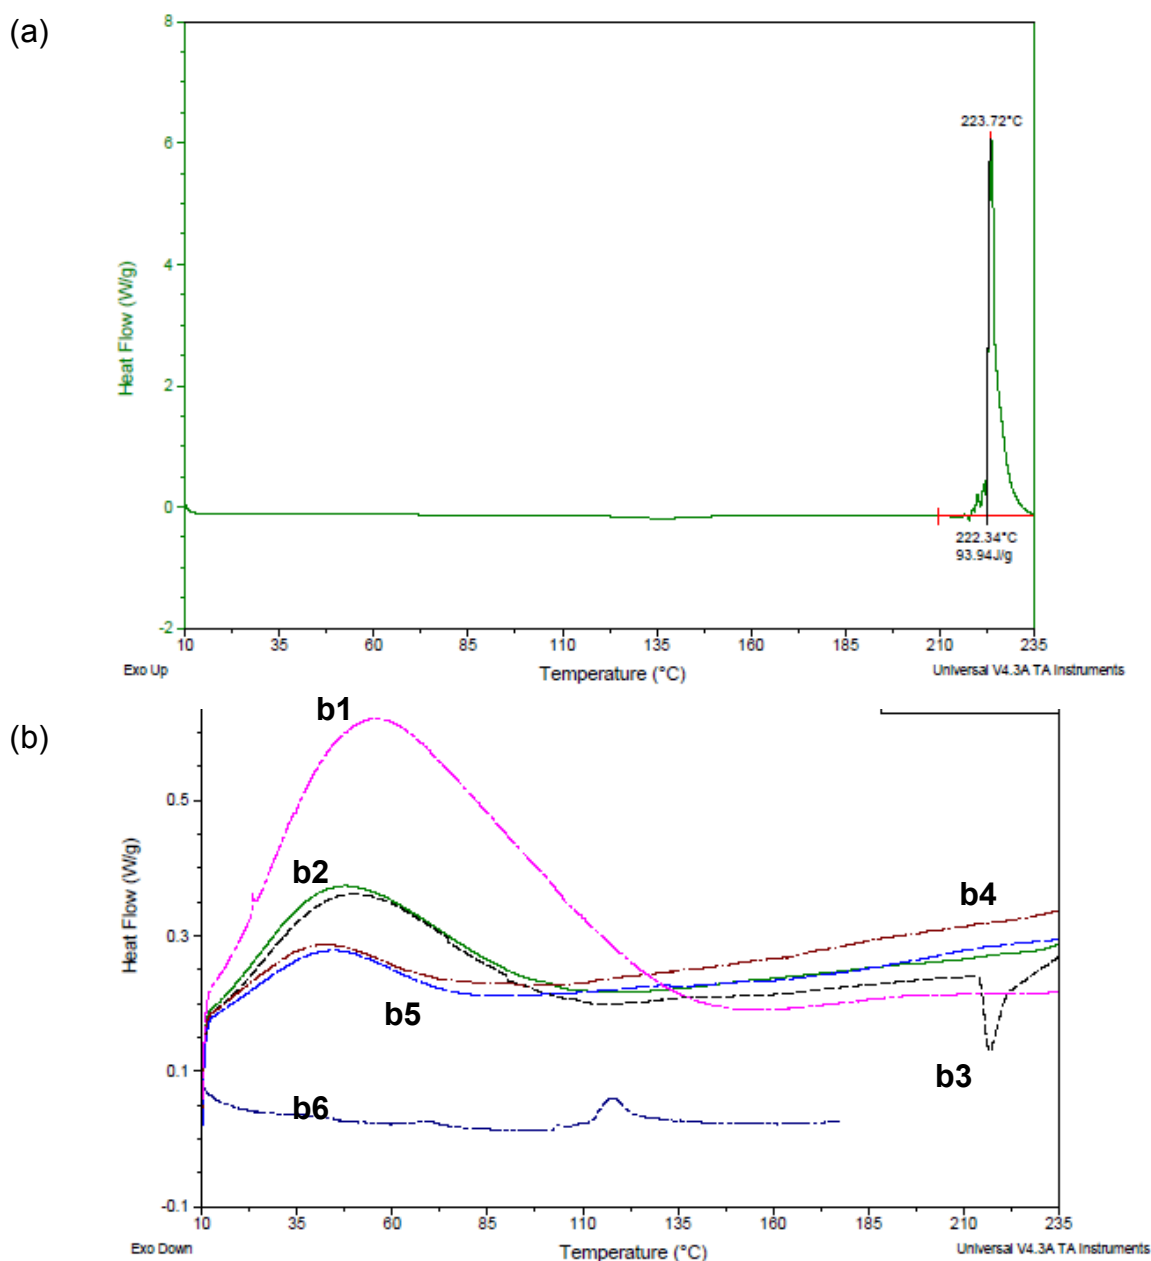 (a)
8
6
4
2
0
-2
Heat Flow (W/g)
223.72°C
222.34°C
93.94J/g
10 35 60 85 110 135 160 185 210 235
Exo Up
Temperature (°C)
Universal V4.3A TA Instruments
(b)
b1
b2
b4
b5
b3
b6
0.5
0.3
0.1
-0.1
Heat Flow (W/g)
10 35 60 85 110 135 160 185 210 235
Exo Down
Temperature (°C)
Universal V4.3A TA Instruments